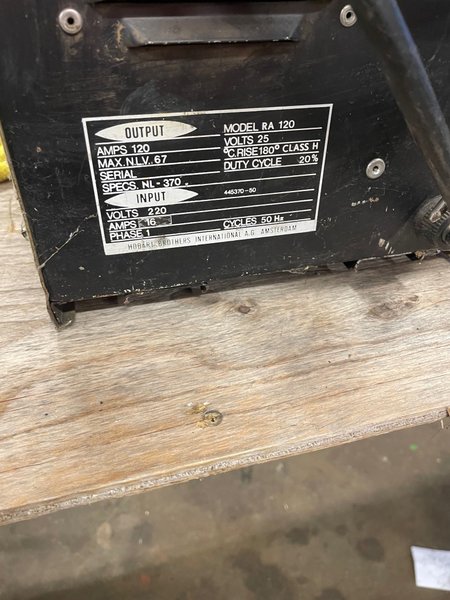 OUTPUT
MODEL RA 120
AMPS 120
VOLTS 25
MAX. N.L.V. 67
°C. RISE 180° CLASS H
SERIAL
DUTY CYCLE 20%
SPECS. NL-370
445370-50
INPUT
VOLTS 220
AMPS 16
CYCLES 50 Hz
PHASE 1
HOBART BROTHERS INTERNATIONAL A.G. AMSTERDAM